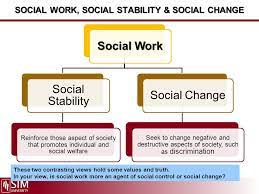 SOCIAL WORK, SOCIAL STABILITY & SOCIAL CHANGE
Social Work
Social
Stability
Social Change
Reinforce those aspect of society
that promotes individual and
social welfare
Seek to change negative and
destructive aspects of society, such
as discrimination
These two contrasting views hold some values and truth.
In your view, is social work more an agent of social control or social change?
SIM
UNIVERSITY